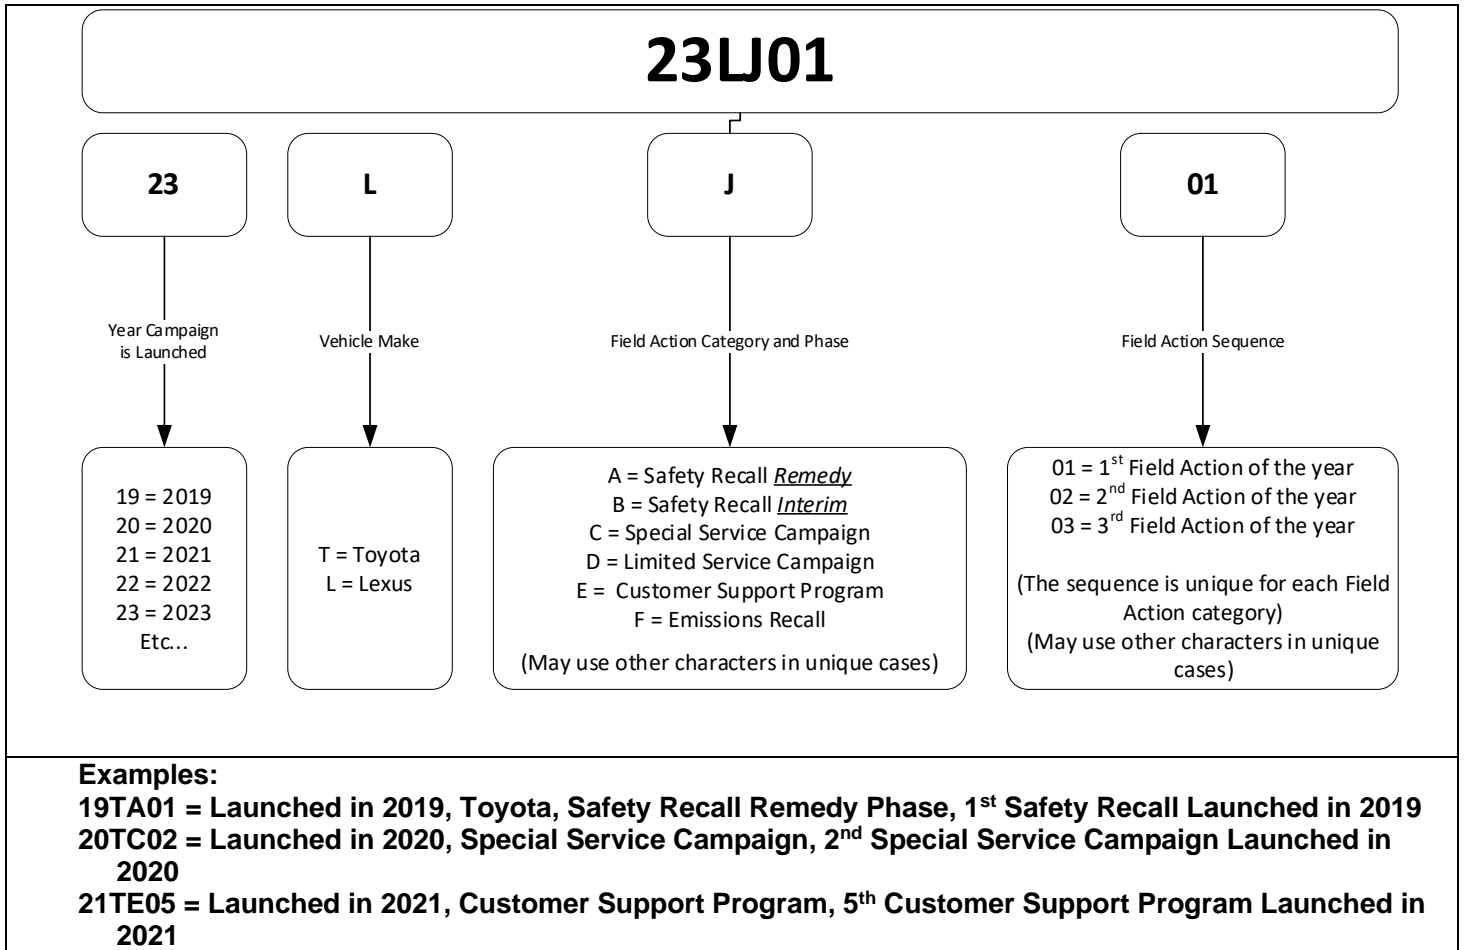 23LJ01
23
L
J
01
Year Campaign
is Launched
Vehicle Make
Field Action Category and Phase
Field Action Sequence
19 = 2019
20 = 2020
21 = 2021
22 = 2022
23 = 2023
Etc...
T = Toyota
L = Lexus
A = Safety Recall Remedy
B = Safety Recall Interim
C = Special Service Campaign
D = Limited Service Campaign
E = Customer Support Program
F = Emissions Recall
(May use other characters in unique cases)
01 = 1st Field Action of the year
02 = 2nd Field Action of the year
03 = 3rd Field Action of the year
(The sequence is unique for each Field
Action category)
(May use other characters in unique
cases)
Examples:
19TA01 = Launched in 2019, Toyota, Safety Recall Remedy Phase, 1st Safety Recall Launched in 2019
20TC02 = Launched in 2020, Special Service Campaign, 2nd Special Service Campaign Launched in
2020
21TE05 = Launched in 2021, Customer Support Program, 5th Customer Support Program Launched in
2021